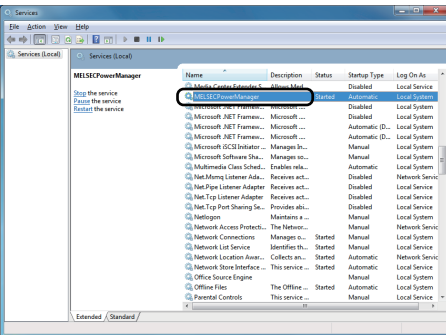 Services
File Action View Help
Services (Local)
Services (Local)
MELSECPowerManager
Stop the service
Pause the service
Restart the service
Name Description Status Startup Type Log On As
Media Center Extender S... Allows Med... Disabled Local Service
MELSECPowerManager Started Automatic Local System
Microsoft .NET Framew... Microsoft .... Disabled Local System
Microsoft .NET Framew... Microsoft .... Disabled Local System
Microsoft .NET Framew... Microsoft .... Automatic (D... Local System
Microsoft .NET Framew... Microsoft .... Automatic (D... Local System
Microsoft iSCSI Initiator ... Manages In... Manual Local System
Microsoft Software Sha... Manages so... Manual Local System
Multimedia Class Sched... Enables rela... Automatic Local System
Net.Msmq Listener Ada... Receives act... Disabled Network Servic
Net.Pipe Listener Adapter Receives act... Disabled Local Service
Net.Tcp Listener Adapter Receives act... Disabled Local Service
Net.Tcp Port Sharing Se... Provides abi... Disabled Local Service
Netlogon Maintains a ... Manual Local System
Network Access Protecti... The Networ... Manual Network Servic
Network Connections Manages o... Started Manual Local System
Network List Service Identifies th... Started Manual Local Service
Network Location Awar... Collects an... Started Automatic Network Servic
Network Store Interface ... This service ... Started Automatic Local Service
Office Source Engine Manual Local System
Offline Files The Offline ... Started Automatic Local System
Parental Controls This service ... Manual Local Service
Extended Standard